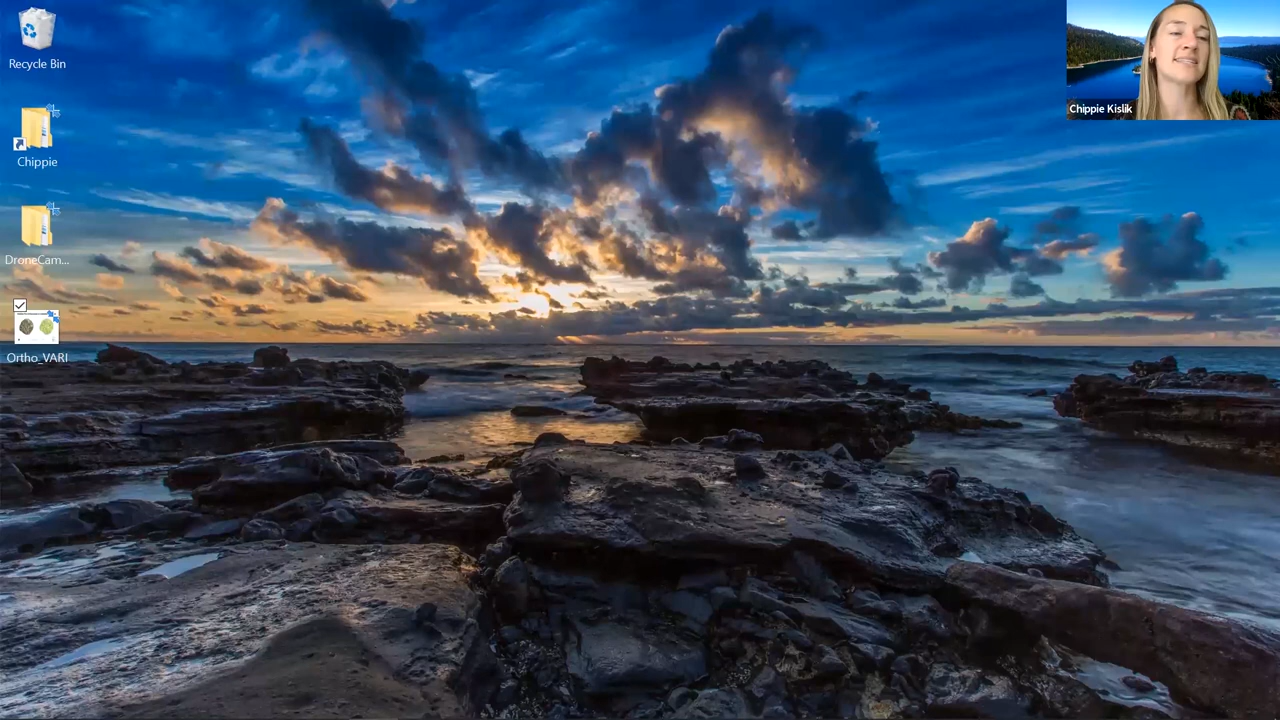 Recycle Bin
Chippie
DroneCam...
Ortho_VARI
Chippie Kislik